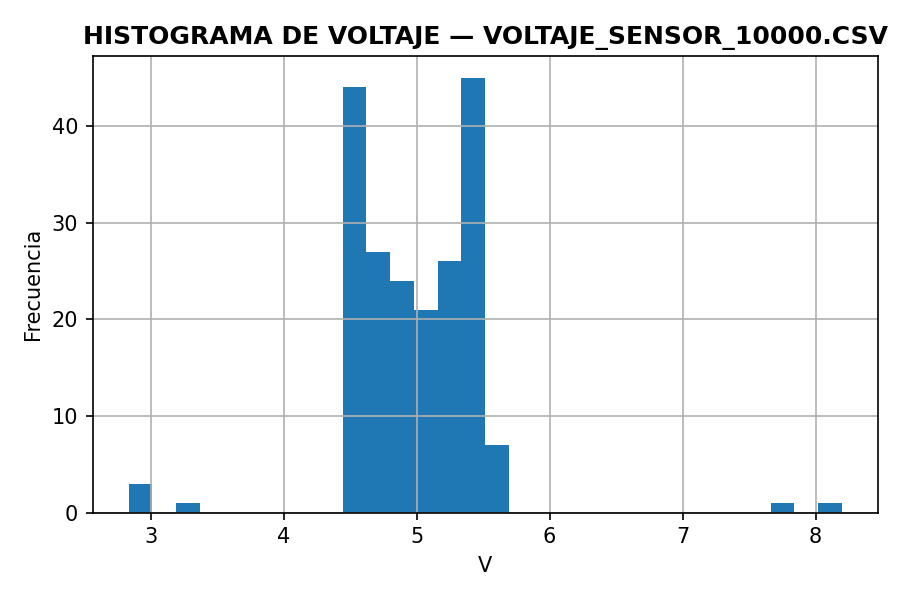 HISTOGRAMA DE VOLTAJE — VOLTAJE_SENSOR_10000.CSV
Frecuencia
40
30
20
10
0
3 4 5 6 7 8
V